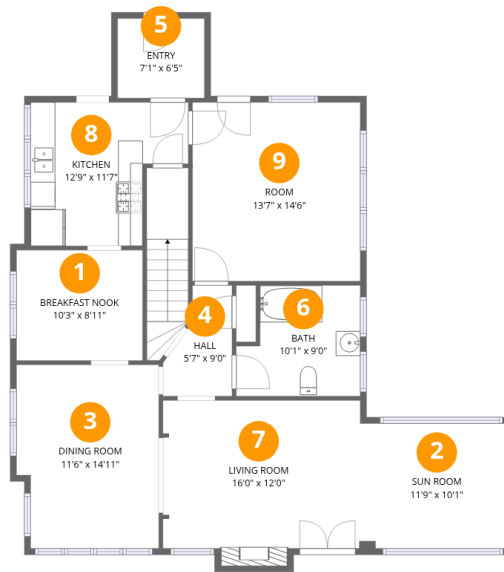 5
ENTRY
7'1" x 6'5"
8
KITCHEN
12'9" x 11'7"
9
ROOM
13'7" x 14'6"
1
BREAKFAST NOOK
10'3" x 8'11"
4
HALL
5'7" x 9'0"
6
BATH
10'1" x 9'0"
3
DINING ROOM
11'6" x 14'11"
7
LIVING ROOM
16'0" x 12'0"
2
SUN ROOM
11'9" x 10'1"